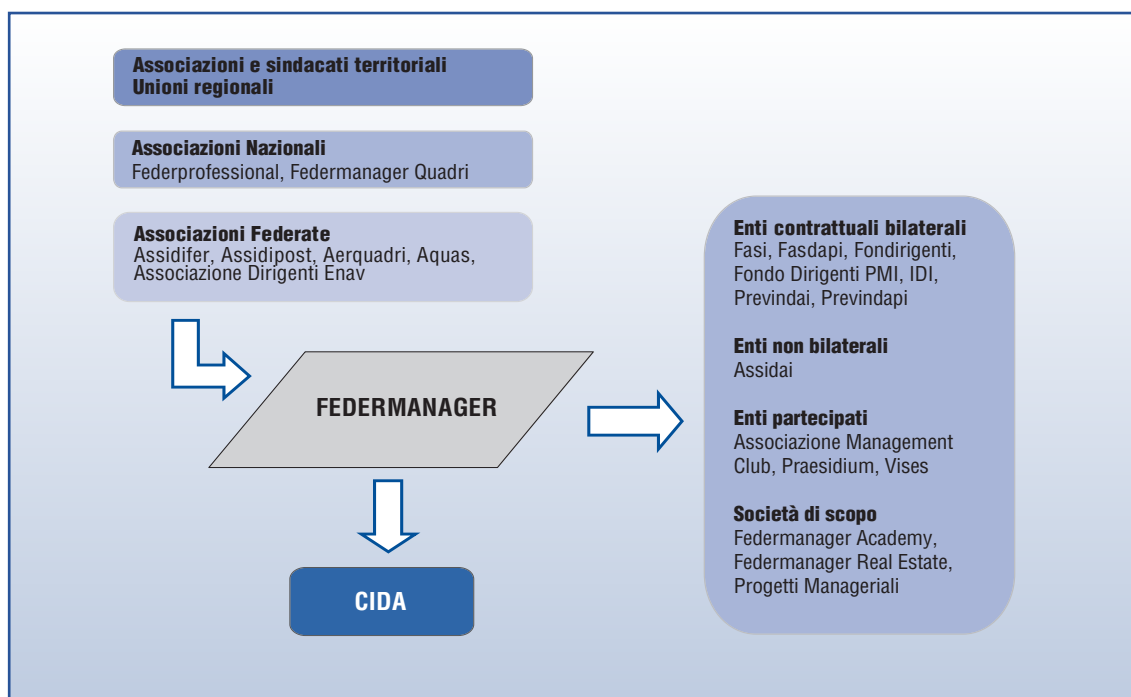 Associazioni e sindacati territoriali
Unioni regionali
Associazioni Nazionali
Federprofessional, Federmanager Quadri
Associazioni Federate
Assidifer, Assidipost, Aerquadri, Aquas,
Associazione Dirigenti Enav
FEDERMANAGER
CIDA
Enti contrattuali bilaterali
Fasi, Fasdapi, Fondirigenti,
Fondo Dirigenti PMI, IDI,
Previndai, Previndapi
Enti non bilaterali
Assidai
Enti partecipati
Associazione Management
Club, Praesidium, Vises
Società di scopo
Federmanager Academy,
Federmanager Real Estate,
Progetti Manageriali